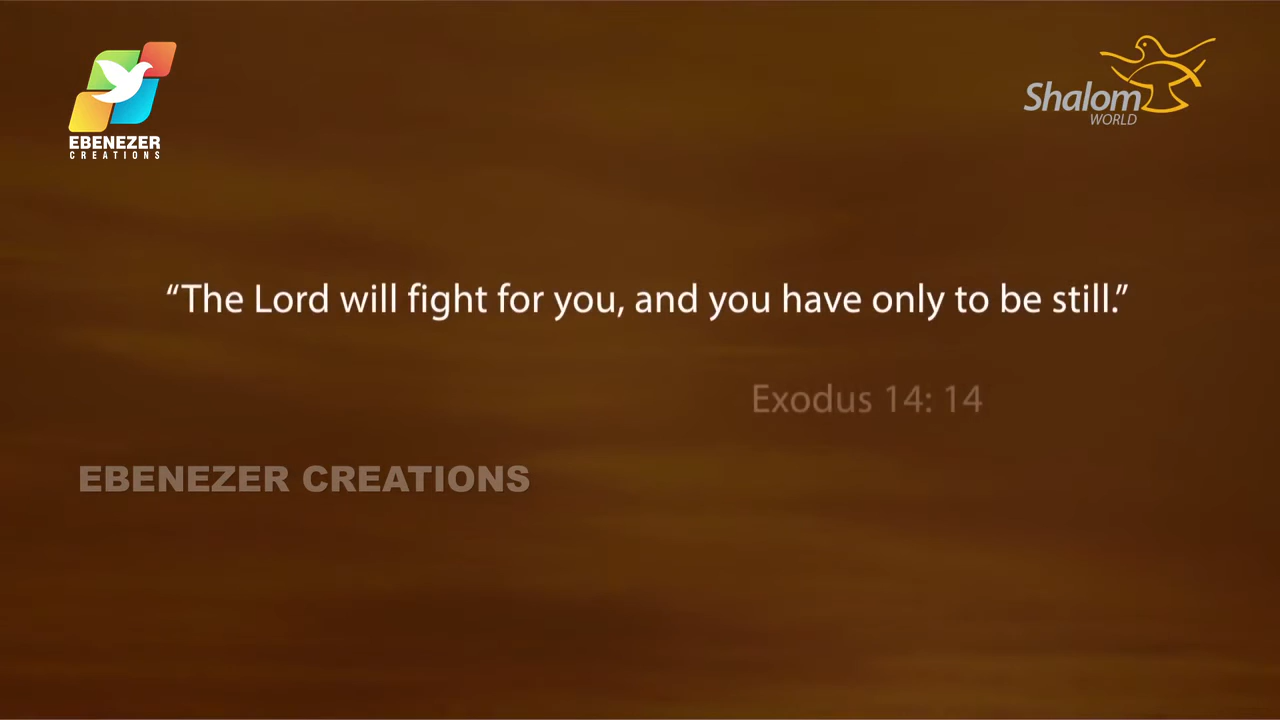 EBENEZER
CREATIONS
Shalom
WORLD
“The Lord will fight for you, and you have only to be still.”
Exodus 14: 14
EBENEZER CREATIONS